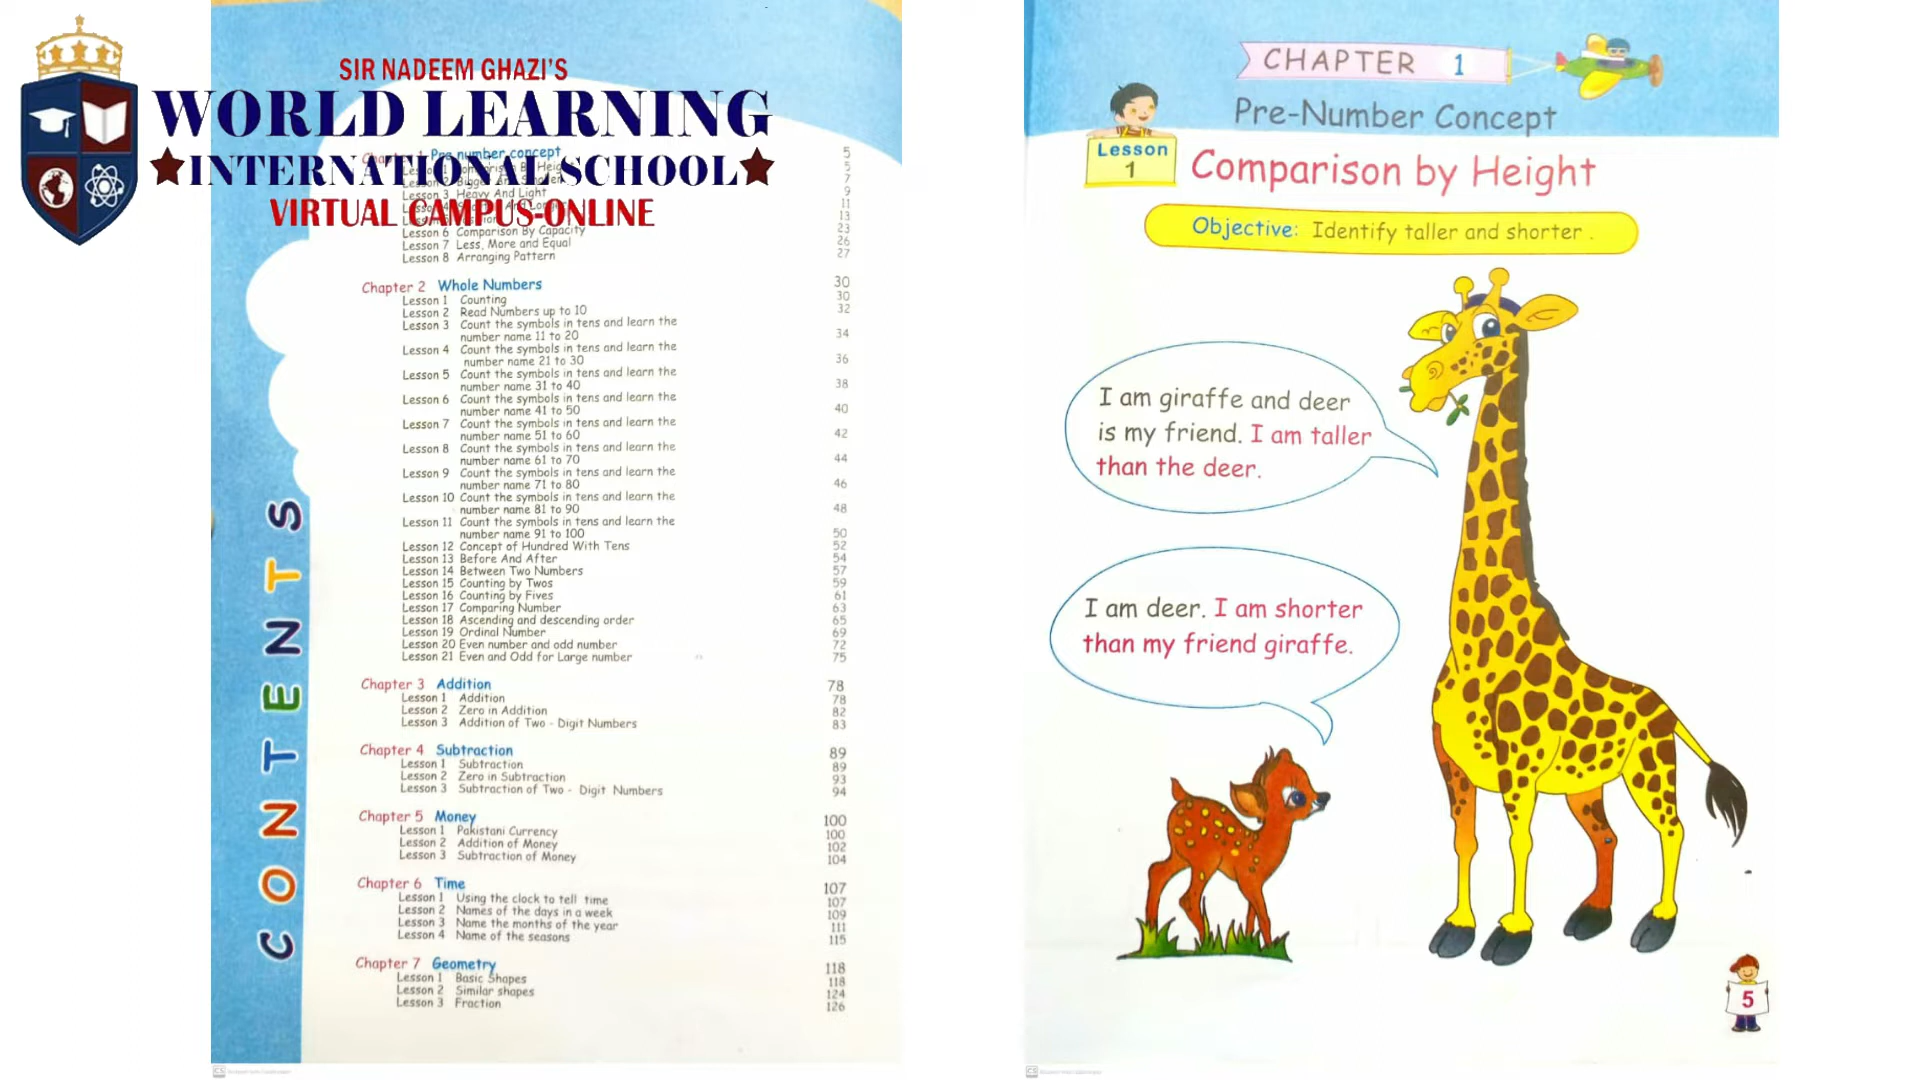 SIR NADEEM GHAZI'S
WORLD LEARNING
INTERNATIONAL SCHOOL
VIRTUAL CAMPUS-ONLINE
CONTENTS
Pre number concept 5
5
7
Lesson 3 Heavy And Light 9
11
13
Lesson 6 Comparison By Capacity 23
Lesson 7 Less, More and Equal 26
Lesson 8 Arranging Pattern 27
Chapter 2 Whole Numbers 30
Lesson 1 Counting 30
Lesson 2 Read Numbers up to 10 32
Lesson 3 Count the symbols in tens and learn the
number name 11 to 20 34
Lesson 4 Count the symbols in tens and learn the
number name 21 to 30 36
Lesson 5 Count the symbols in tens and learn the
number name 31 to 40 38
Lesson 6 Count the symbols in tens and learn the
number name 41 to 50 40
Lesson 7 Count the symbols in tens and learn the
number name 51 to 60 42
Lesson 8 Count the symbols in tens and learn the
number name 61 to 70 44
Lesson 9 Count the symbols in tens and learn the
number name 71 to 80 46
Lesson 10 Count the symbols in tens and learn the
number name 81 to 90 48
Lesson 11 Count the symbols in tens and learn the
number name 91 to 100 50
Lesson 12 Concept of Hundred With Tens 52
Lesson 13 Before And After 54
Lesson 14 Between Two Numbers 57
Lesson 15 Counting by Twos 59
Lesson 16 Counting by Fives 61
Lesson 17 Comparing Number 63
Lesson 18 Ascending and descending order 65
Lesson 19 Ordinal Number 69
Lesson 20 Even number and odd number 72
Lesson 21 Even and Odd for Large number 75
Chapter 3 Addition 78
Lesson 1 Addition 78
Lesson 2 Zero in Addition 82
Lesson 3 Addition of Two - Digit Numbers 83
Chapter 4 Subtraction 89
Lesson 1 Subtraction 89
Lesson 2 Zero in Subtraction 93
Lesson 3 Subtraction of Two - Digit Numbers 94
Chapter 5 Money 100
Lesson 1 Pakistani Currency 100
Lesson 2 Addition of Money 102
Lesson 3 Subtraction of Money 104
Chapter 6 Time 107
Lesson 1 Using the clock to tell time 107
Lesson 2 Names of the days in a week 109
Lesson 3 Name the months of the year 111
Lesson 4 Name of the seasons 115
Chapter 7 Geometry 118
Lesson 1 Basic Shapes 118
Lesson 2 Similar shapes 124
Lesson 3 Fraction 126
CHAPTER 1
Pre-Number Concept
Lesson
1
Comparison by Height
Objective: Identify taller and shorter .
I am giraffe and deer
is my friend. I am taller
than the deer.
I am deer. I am shorter
than my friend giraffe.
5
CS
CS